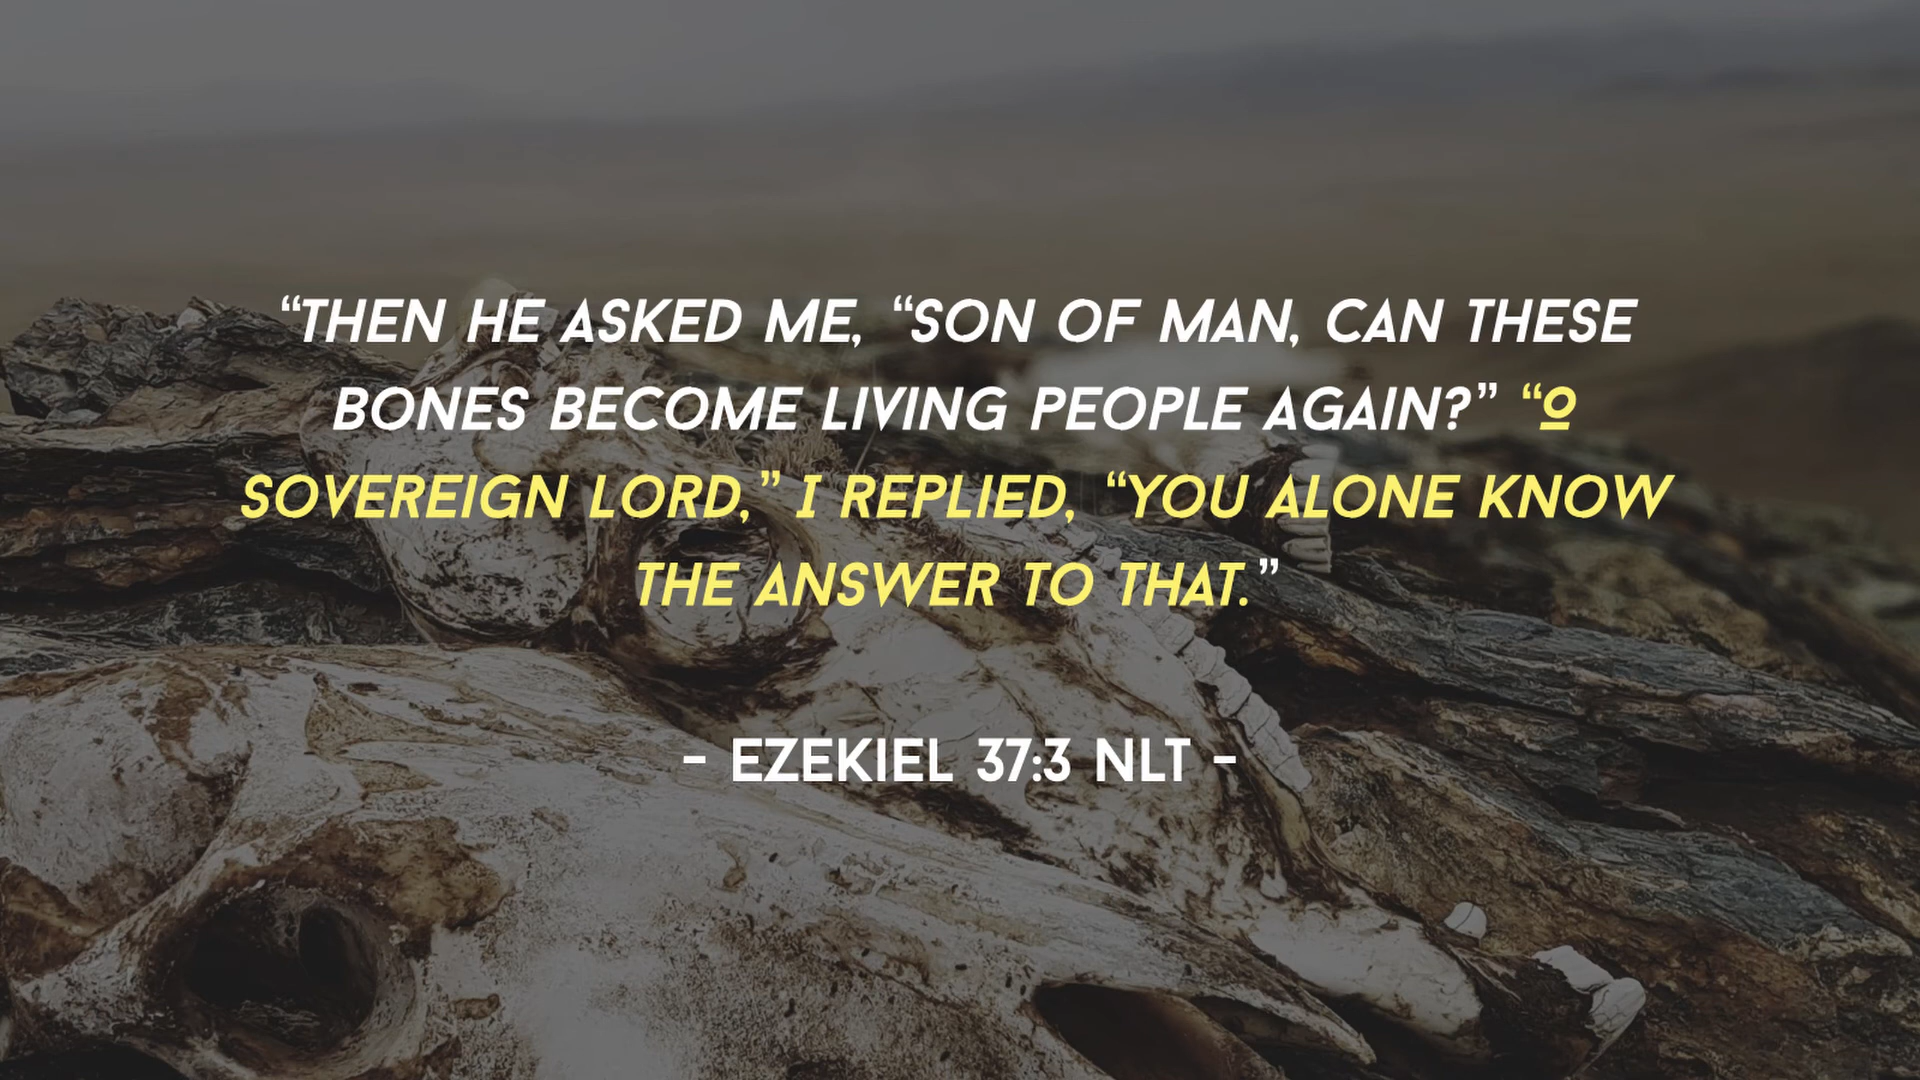 “THEN HE ASKED ME, “SON OF MAN, CAN THESE
BONES BECOME LIVING PEOPLE AGAIN?” “O
SOVEREIGN LORD,” I REPLIED, “YOU ALONE KNOW
THE ANSWER TO THAT.”
- EZEKIEL 37:3 NLT -